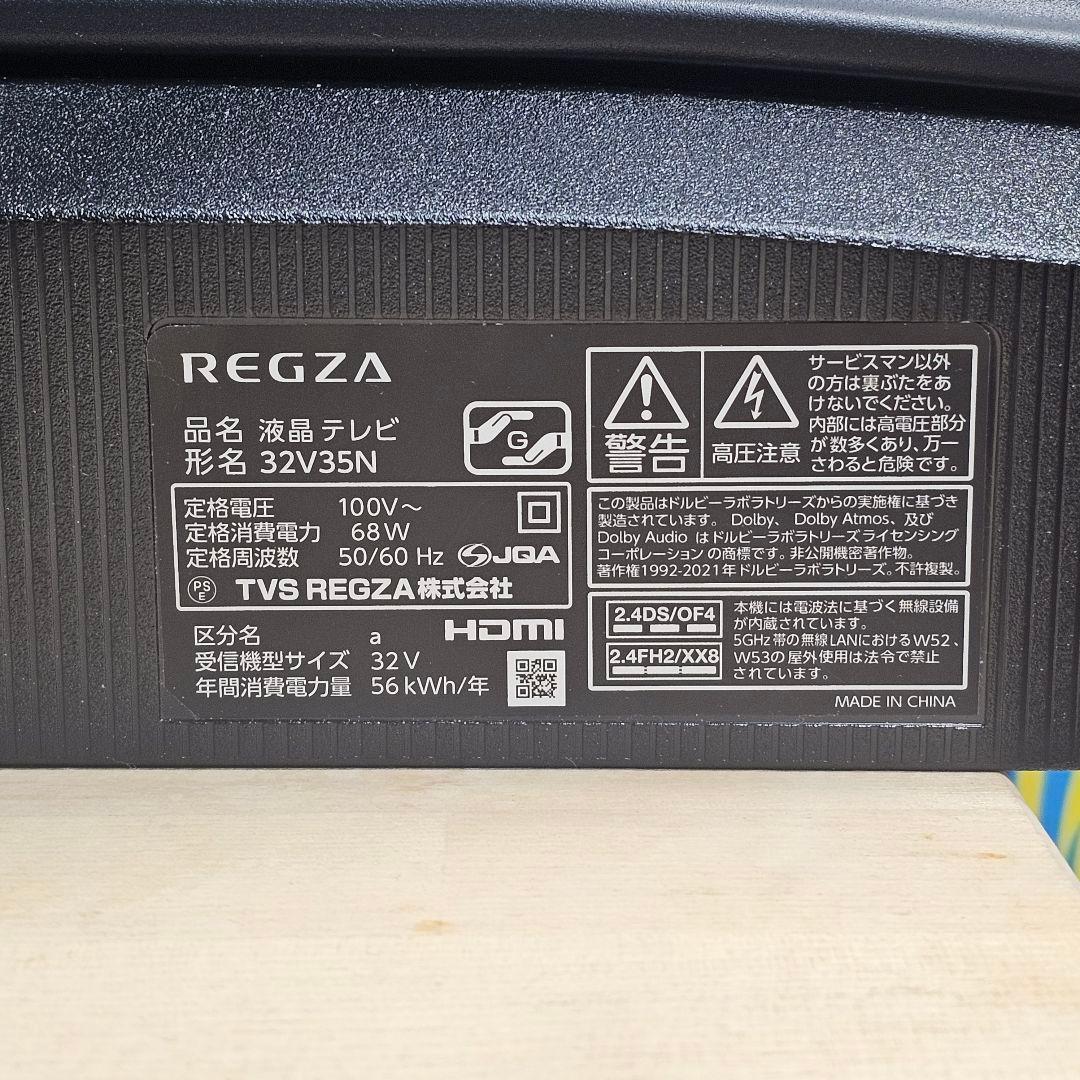 REGZA
品名 液晶テレビ
形名 32V35N
G
定格電圧 100V～
定格消費電力 68W
定格周波数 50/60 Hz JQA
PS
E
TVS REGZA株式会社
区分名 a
HDMI
受信機型サイズ 32V
年間消費電力量 56kWh/年
警告
高圧注意
サービスマン以外
の方は裏ぶたをあ
けないでください。
内部には高電圧部分
が数多くあり、万一
さわると危険です。
この製品はドルビーラボラトリーズからの実施権に基づき
製造されています。 Dolby、 Dolby Atmos、及び
Dolby Audio はドルビーラボラトリーズライセンシング
コーポレーション の商標です。非公開機密著作物。
著作権1992-2021年ドルビーラボラトリーズ。不許複製。
2.4DS/OF4
2.4FH2/XX8
本機には電波法に基づく無線設備
が内蔵されています。
5GHz 帯の無線LANにおけるW52、
W53の屋外使用は法令で禁止
されています。
MADE IN CHINA